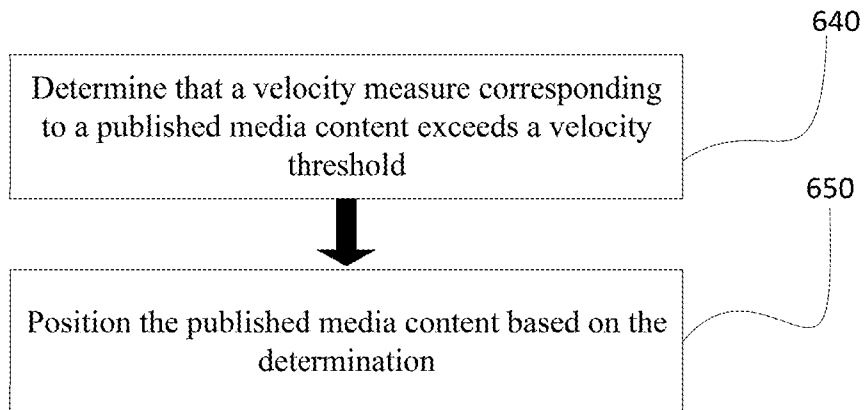 640
Determine that a velocity measure corresponding
to a published media content exceeds a velocity
threshold
650
Position the published media content based on the
determination